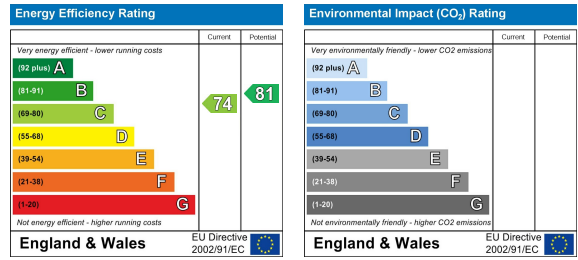 Energy Efficiency Rating
Current Potential
Very energy efficient - lower running costs
(92 plus) A
(81-91) B
(69-80) C
(55-68) D
(39-54) E
(21-38) F
(1-20) G
74
81
Not energy efficient - higher running costs
England & Wales
EU Directive
2002/91/EC
Environmental Impact (CO₂) Rating
Current Potential
Very environmentally friendly - lower CO2 emissions
(92 plus) A
(81-91) B
(69-80) C
(55-68) D
(39-54) E
(21-38) F
(1-20) G
Not environmentally friendly - higher CO2 emissions
England & Wales
EU Directive
2002/91/EC